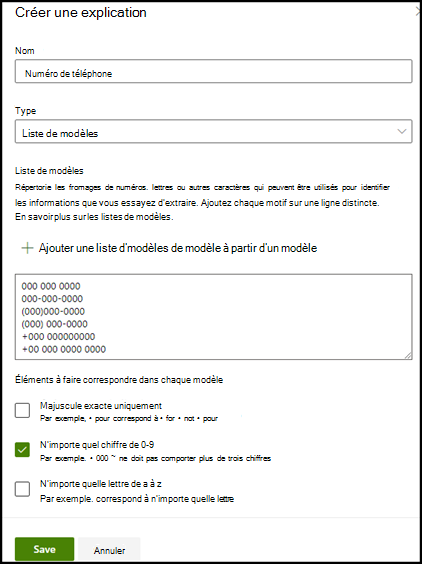 Créer une explication
Nom
Numéro de téléphone
Type
Liste de modèles
Liste de modèles
Répertorie les fromages de numéros. lettres ou autres caractères qui peuvent être utilisés pour identifier
les informations que vous essayez d'extraire. Ajoutez chaque motif sur une ligne distincte.
En savoir plus sur les listes de modèles.
Ajouter une liste d'modèles de modèle à partir d'un modèle
000 000 0000
000-000-0000
(000)000-0000
(000) 000-0000
+000 000000000
+00 000 0000 0000
Éléments à faire correspondre dans chaque modèle
Majuscule exacte uniquement
Par exemple, • pour correspond à • for • not • pour
N'importe quel chiffre de 0-9
Par exemple. • 000 ~ ne doit pas comporter plus de trois chiffres
N'importe quelle lettre de a à z
Par exemple. correspond à n'importe quelle lettre
Save
Annuler